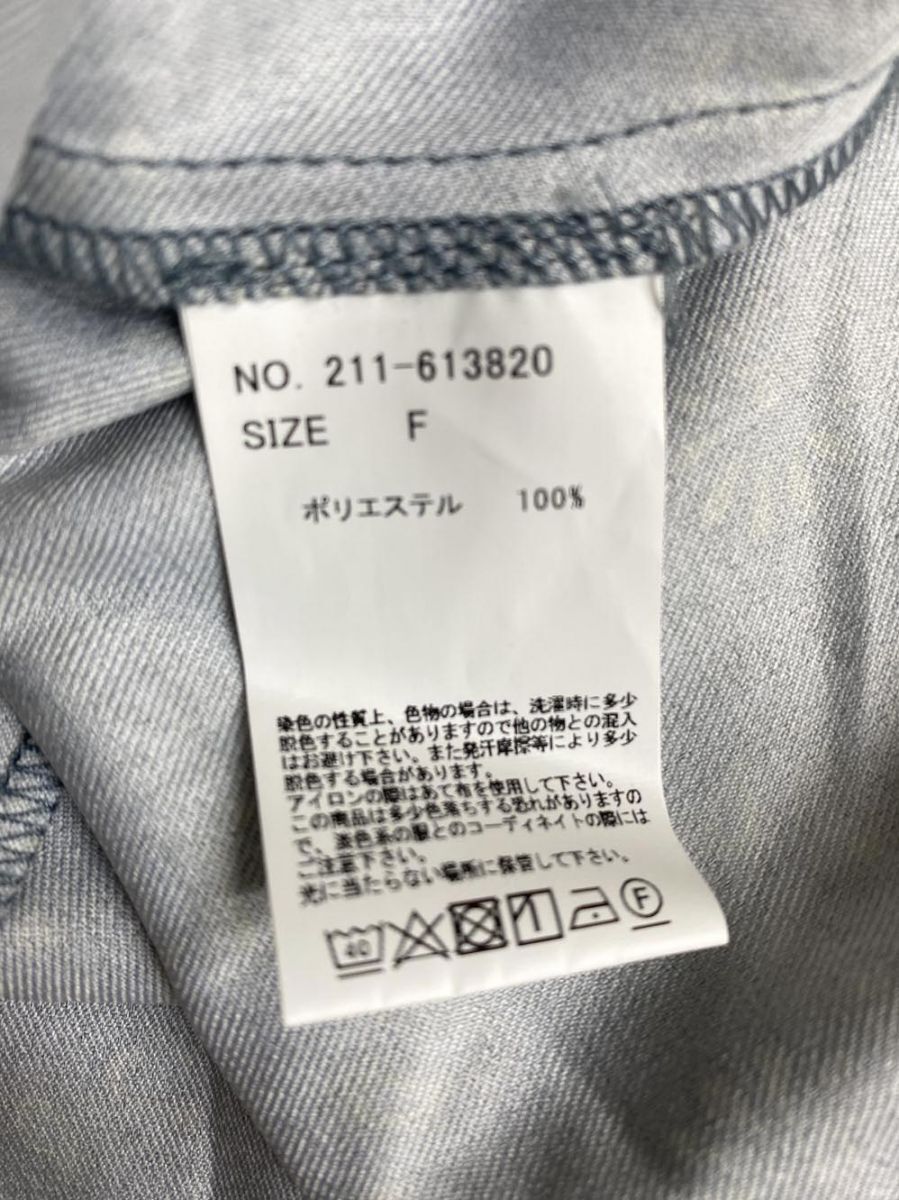 NO. 211-613820
SIZE F
ポリエステル 100%
染色の性質上、色物の場合は、洗濯時に多少
脱色することがありますので他の物との混入
はお避け下さい。また発汗摩擦等により多少
脱色する場合があります。
アイロンの際はあて布を使用して下さい。
この商品は多少色落ちする恐れがありますの
で、淡色系の服とのコーディネイトの際には
ご注意下さい。
光に当たらない場所に保管して下さい。
40 F